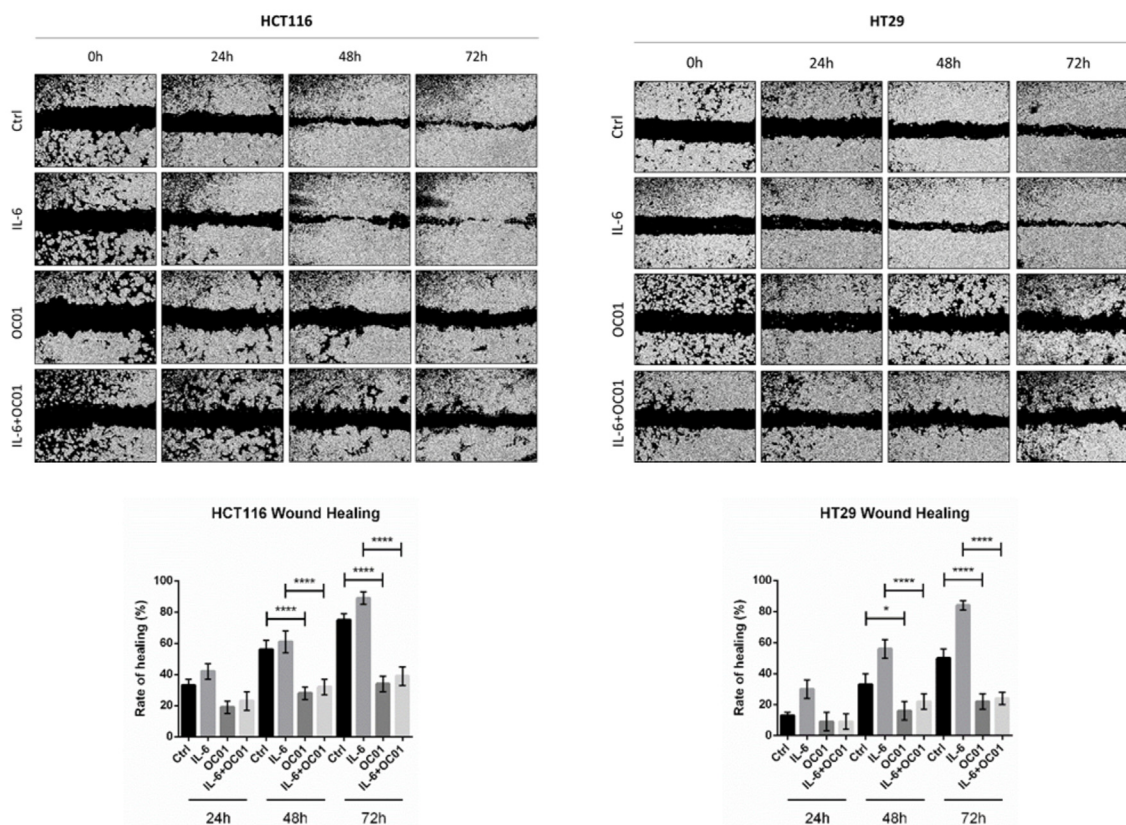 HCT116
0h 24h 48h 72h
Ctrl
IL-6
OC01
IL-6+OC01
HT29
0h 24h 48h 72h
Ctrl
IL-6
OC01
IL-6+OC01
HCT116 Wound Healing
****
**** ****
****
Rate of healing (%)
100
80
60
40
20
0
Ctrl IL-6 OC01 IL-6+OC01 Ctrl IL-6 OC01 IL-6+OC01 Ctrl IL-6 OC01 IL-6+OC01
24h 48h 72h
HT29 Wound Healing
****
**** ****
*
Rate of healing (%)
100
80
60
40
20
0
Ctrl IL-6 OC01 IL-6+OC01 Ctrl IL-6 OC01 IL-6+OC01 Ctrl IL-6 OC01 IL-6+OC01
24h 48h 72h